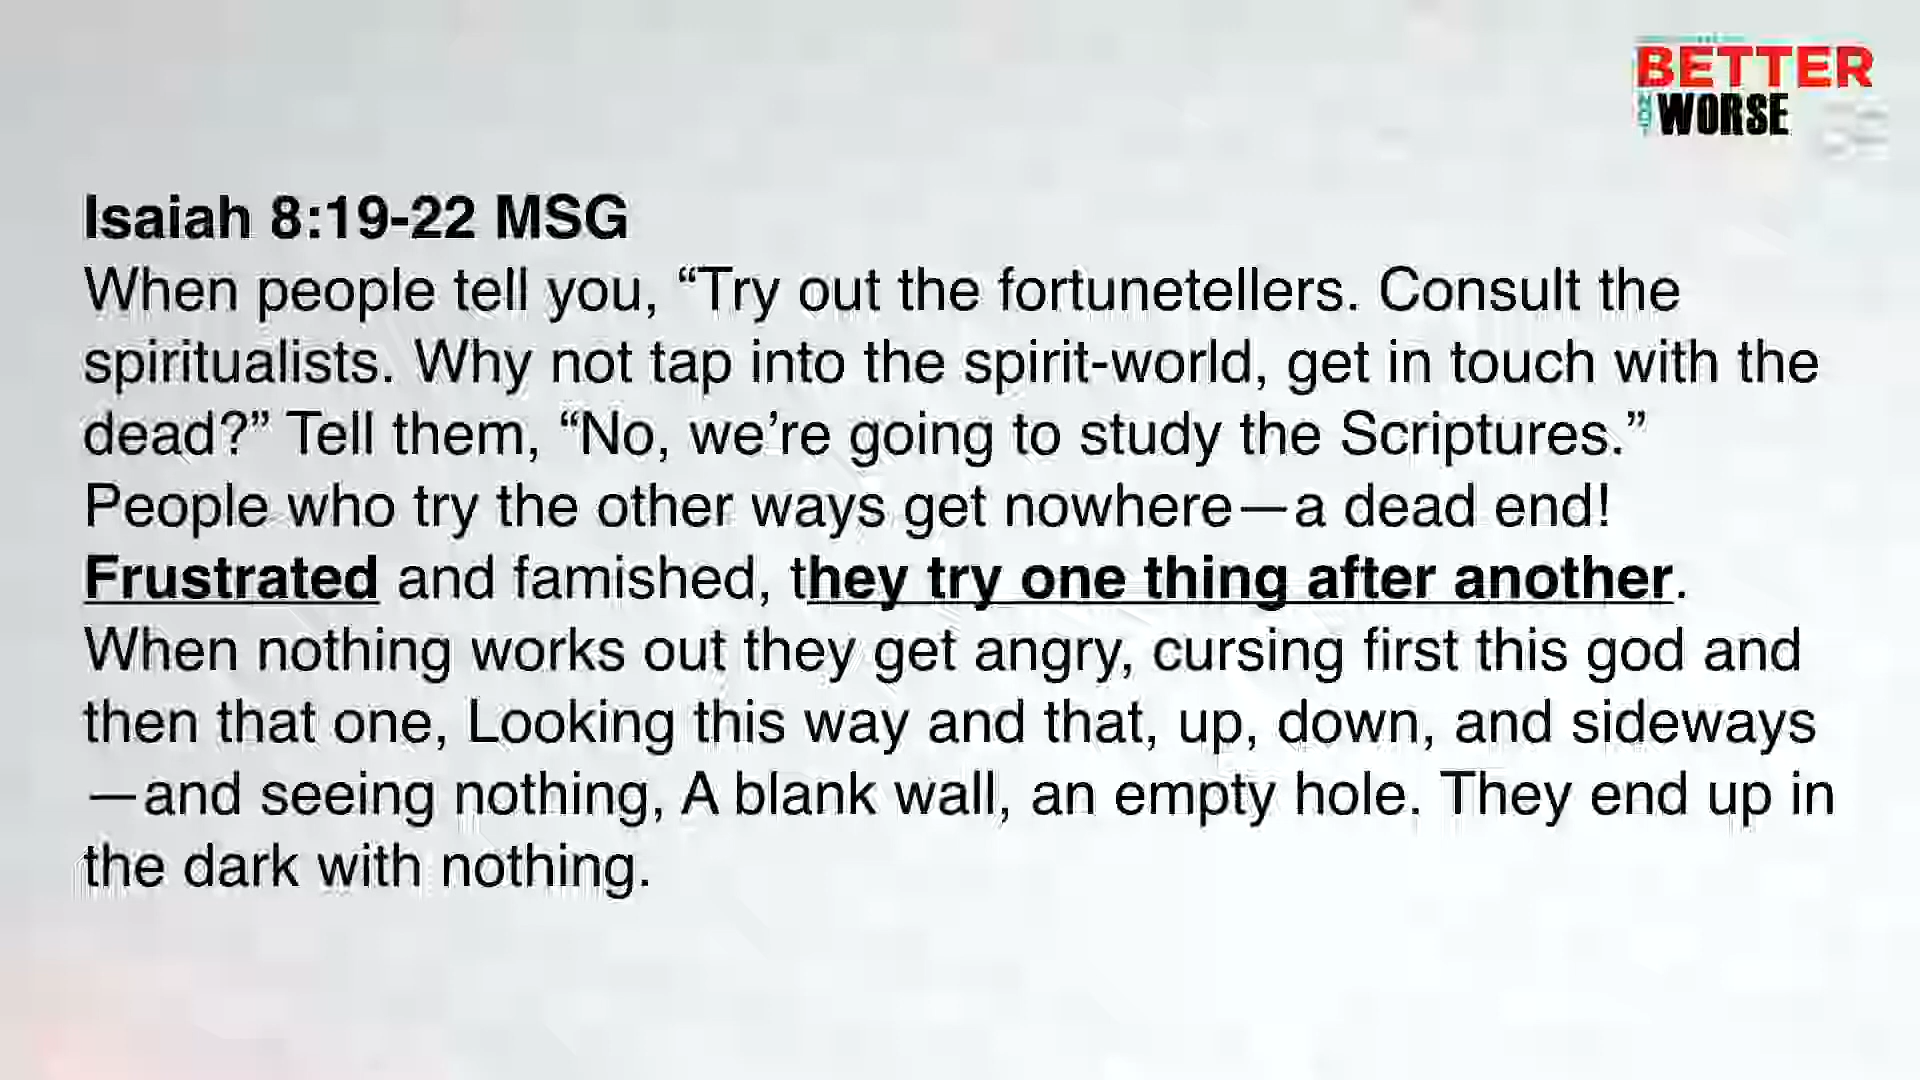 BETTER
NOT WORSE
Isaiah 8:19-22 MSG
When people tell you, “Try out the fortunetellers. Consult the
spiritualists. Why not tap into the spirit-world, get in touch with the
dead?” Tell them, “No, we’re going to study the Scriptures.”
People who try the other ways get nowhere—a dead end!
Frustrated and famished, they try one thing after another.
When nothing works out they get angry, cursing first this god and
then that one, Looking this way and that, up, down, and sideways
—and seeing nothing, A blank wall, an empty hole. They end up in
the dark with nothing.